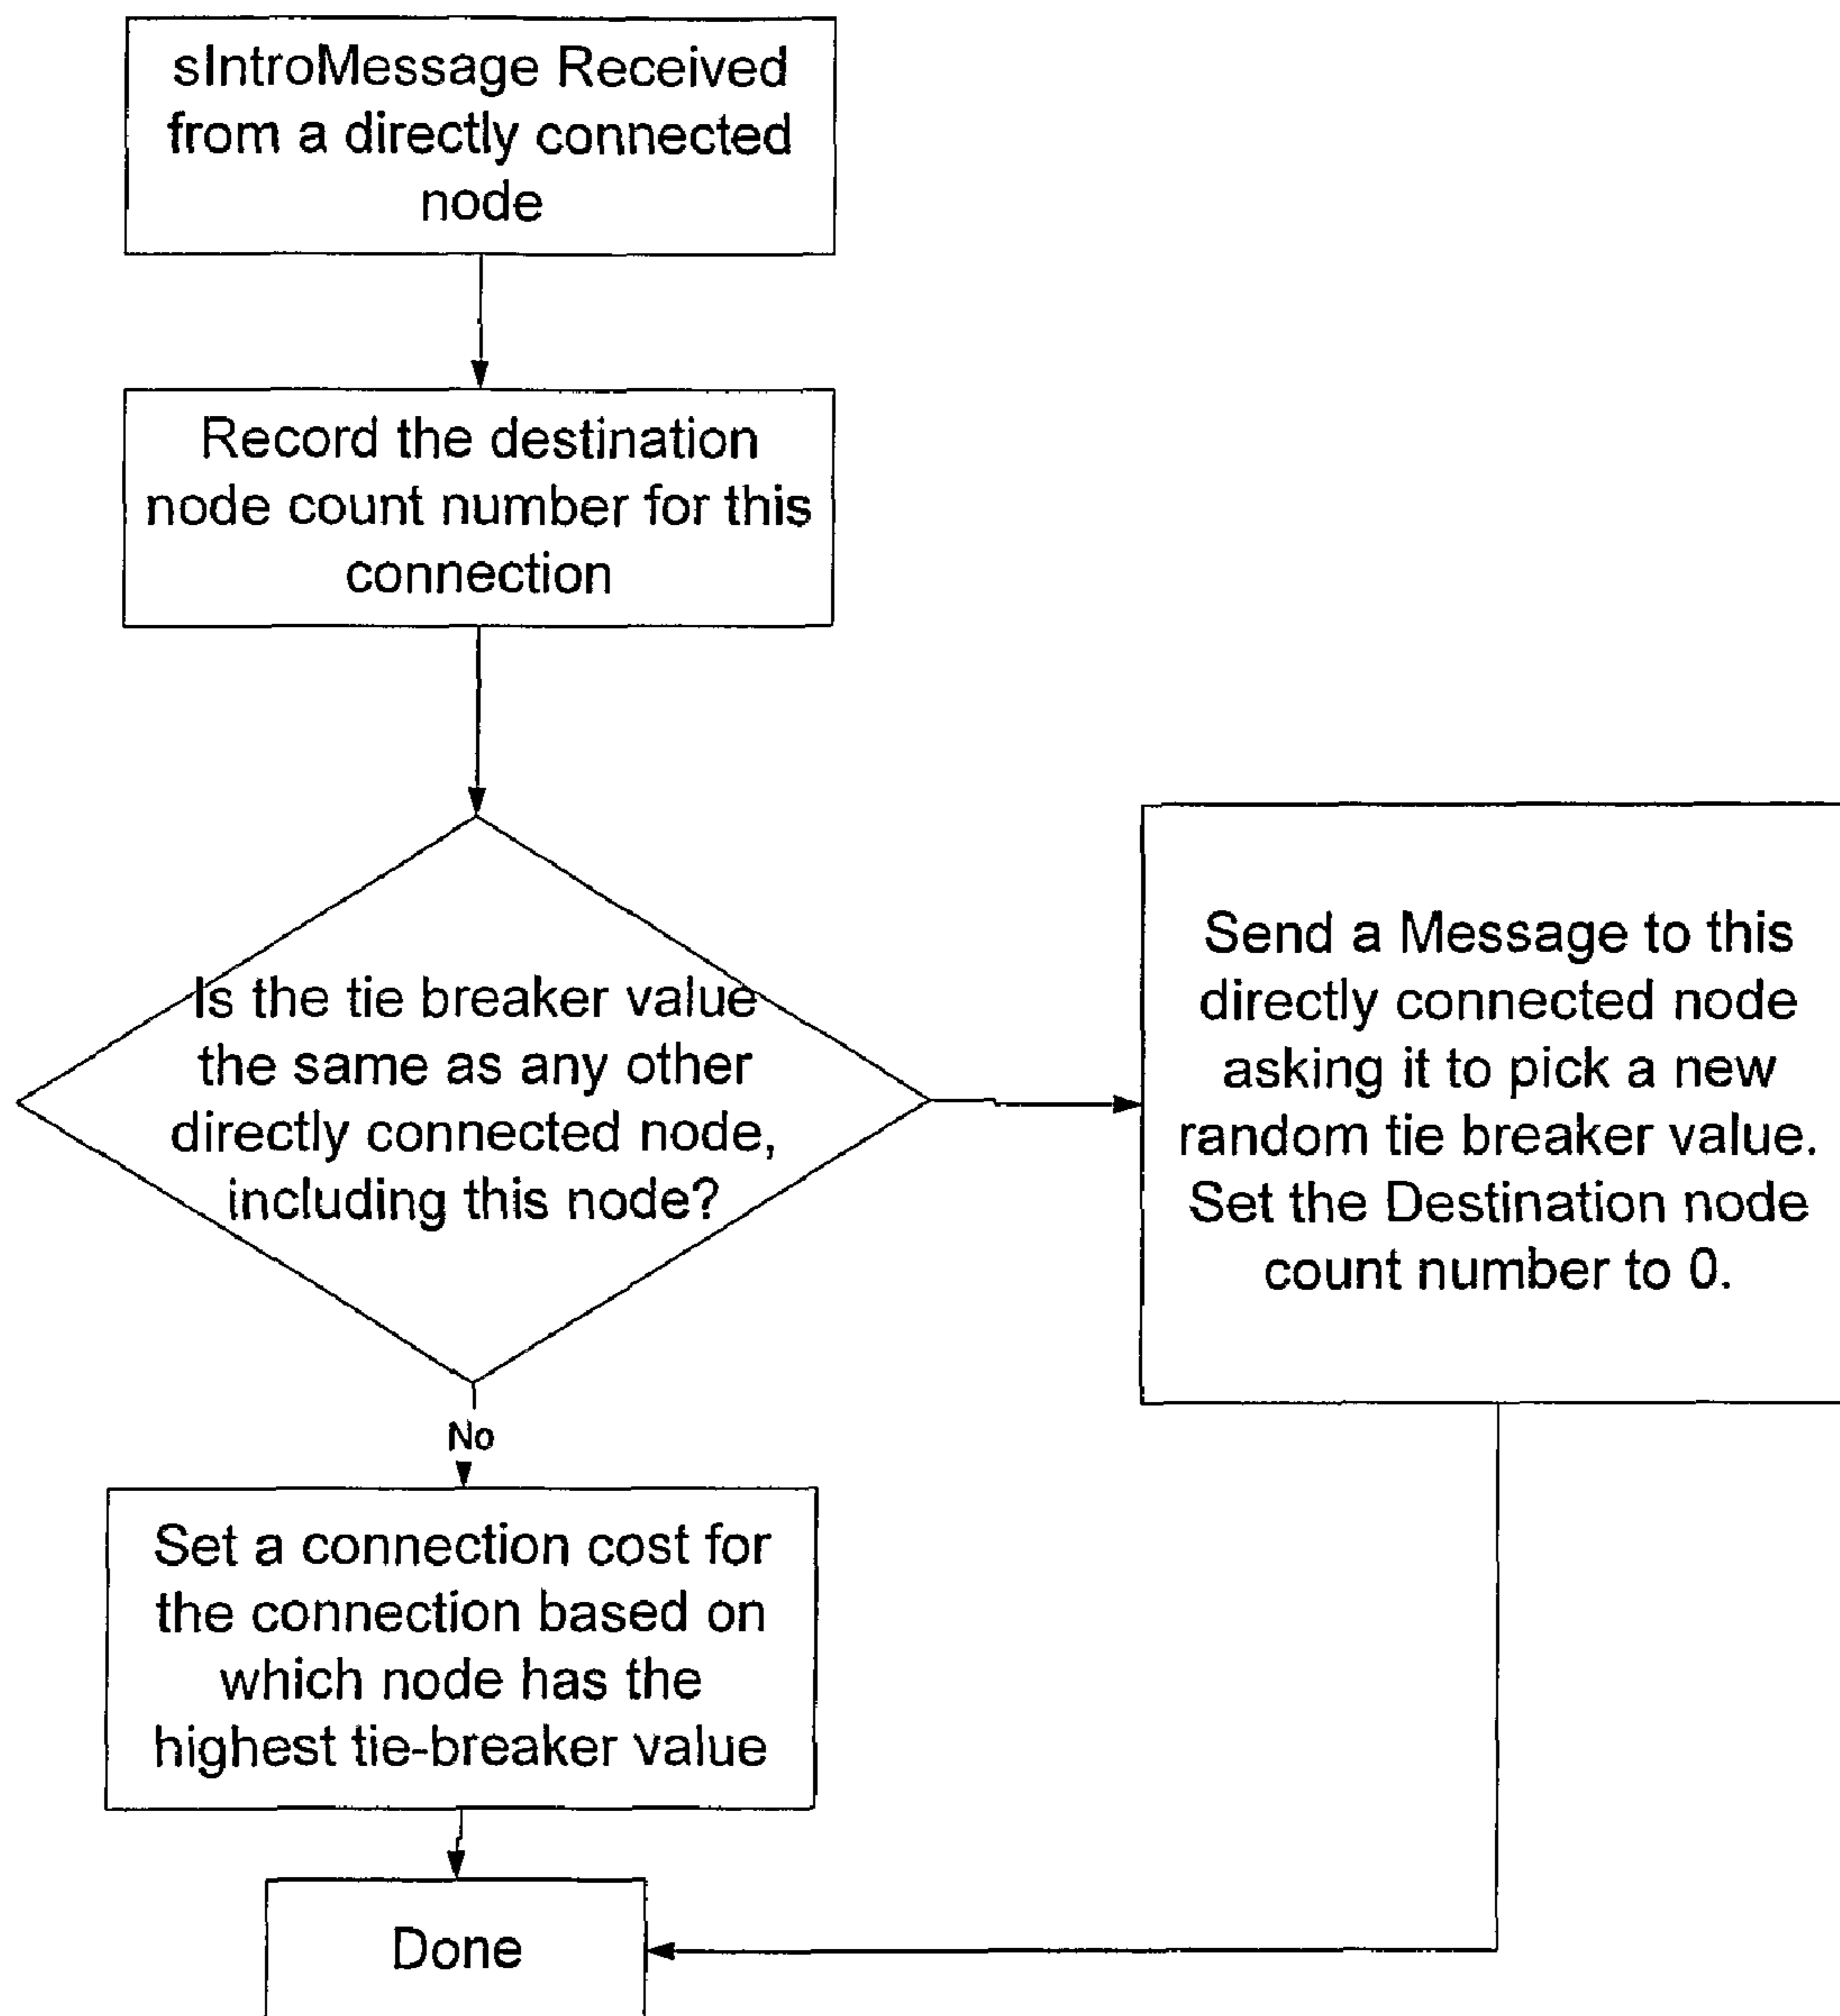 sIntroMessage Received
from a directly connected
node
Record the destination
node count number for this
connection
Is the tie breaker value
the same as any other
directly connected node,
including this node?
Send a Message to this
directly connected node
asking it to pick a new
random tie breaker value.
Set the Destination node
count number to 0.
No
Set a connection cost for
the connection based on
which node has the
highest tie-breaker value
Done